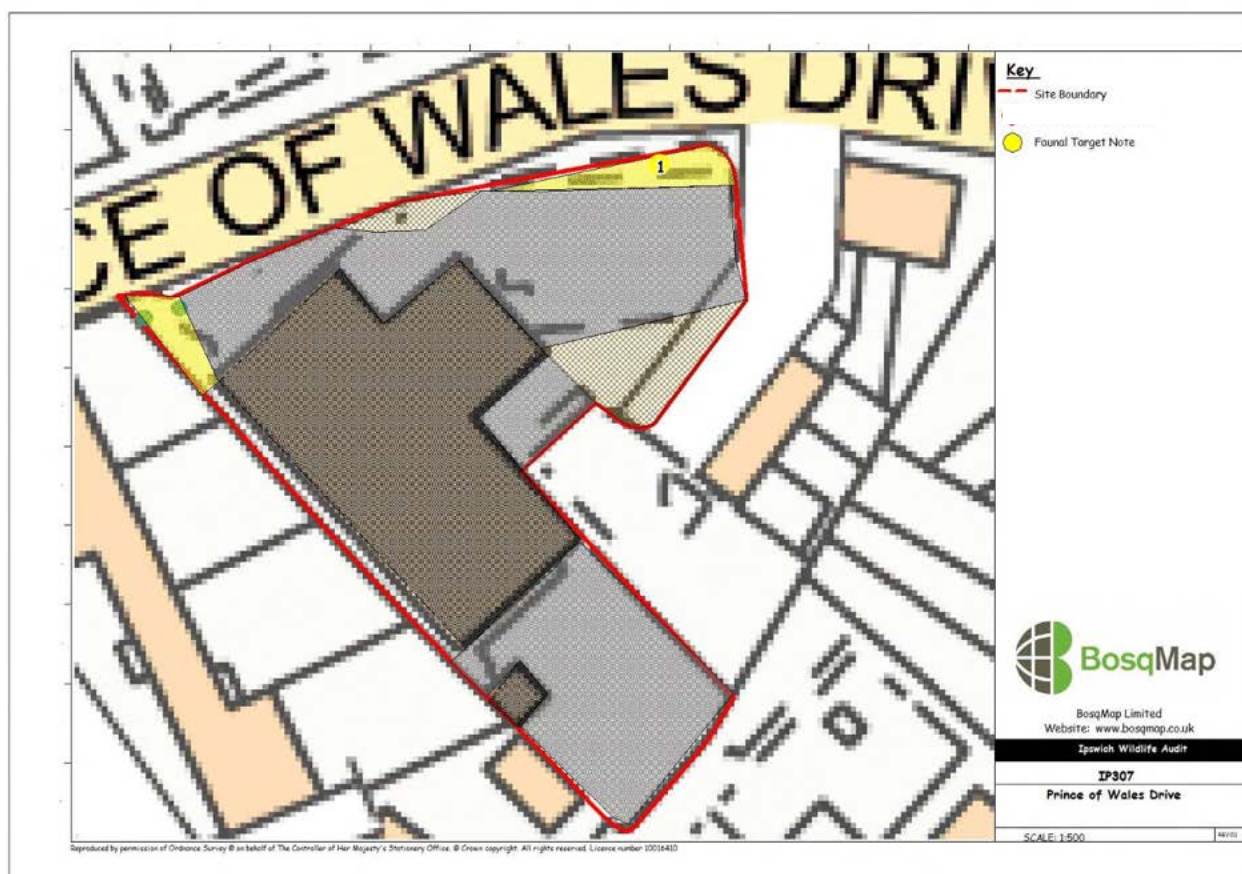 CE OF WALES DRI
1
Key
Site Boundary
Faunal Target Note
BosqMap
BosqMap Limited
Website: www.bosqmap.co.uk
Ipswich Wildlife Audit
IP307
Prince of Wales Drive
SCALE: 1:500
Reproduced by permission of Ordnance Survey © on behalf of The Controller of Her Majesty's Stationery Office. © Crown copyright. All rights reserved. Licence number 10016410